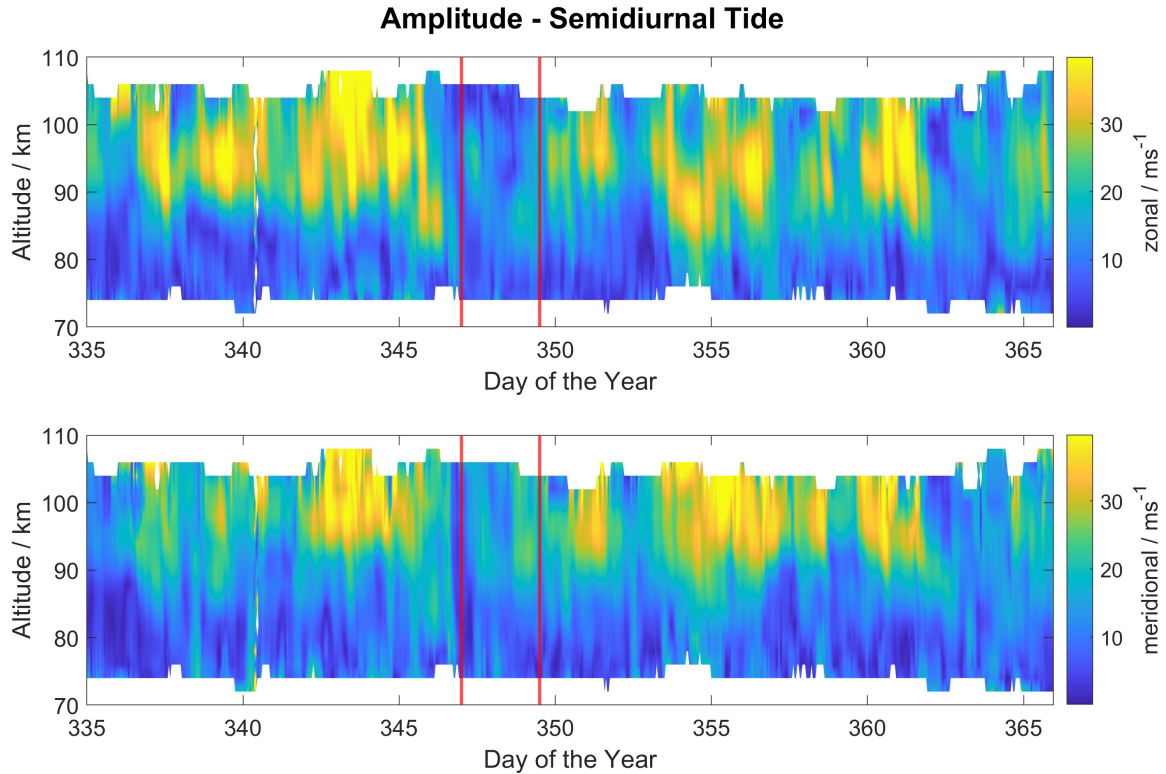 Amplitude - Semidiurnal Tide
110
100
90
80
70
Altitude / km
335 340 345 350 355 360 365
Day of the Year
30
20
10
zonal / ms⁻¹
110
100
90
80
70
Altitude / km
335 340 345 350 355 360 365
Day of the Year
30
20
10
meridional / ms⁻¹